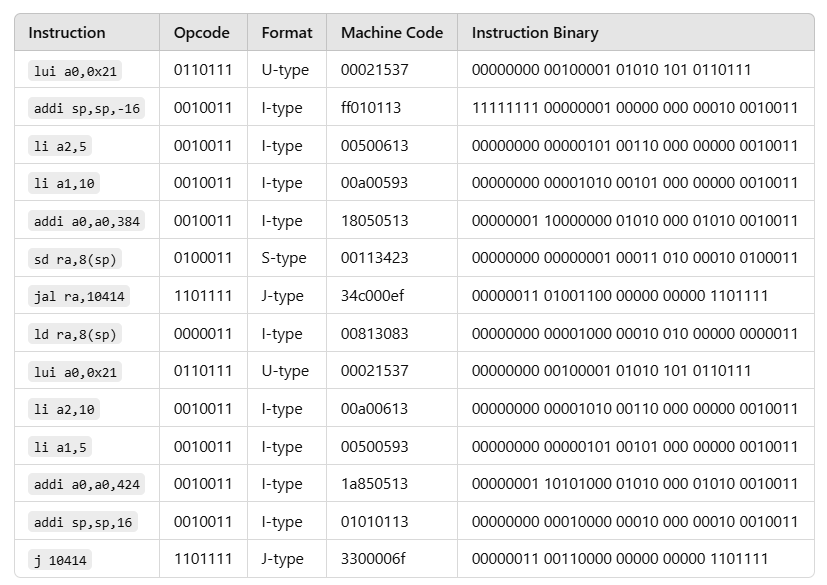 Instruction Opcode Format Machine Code Instruction Binary
lui a0,0x21 0110111 U-type 00021537 00000000 00100001 01010 101 0110111
addi sp,sp,-16 0010011 I-type ff010113 11111111 00000001 00000 000 00010 0010011
li a2,5 0010011 I-type 00500613 00000000 00000101 00110 000 00000 0010011
li a1,10 0010011 I-type 00a00593 00000000 00001010 00101 000 00000 0010011
addi a0,a0,384 0010011 I-type 18050513 00000001 10000000 01010 000 01010 0010011
sd ra,8(sp) 0100011 S-type 00113423 00000000 00000001 00011 010 00010 0100011
jal ra,10414 1101111 J-type 34c000ef 00000011 01001100 00000 00000 1101111
ld ra,8(sp) 0000011 I-type 00813083 00000000 00001000 00010 010 00000 0000011
lui a0,0x21 0110111 U-type 00021537 00000000 00100001 01010 101 0110111
li a2,10 0010011 I-type 00a00613 00000000 00001010 00110 000 00000 0010011
li a1,5 0010011 I-type 00500593 00000000 00000101 00101 000 00000 0010011
addi a0,a0,424 0010011 I-type 1a850513 00000001 10101000 01010 000 01010 0010011
addi sp,sp,16 0010011 I-type 01010113 00000000 00010000 00010 000 00010 0010011
j 10414 1101111 J-type 3300006f 00000011 00110000 00000 00000 1101111